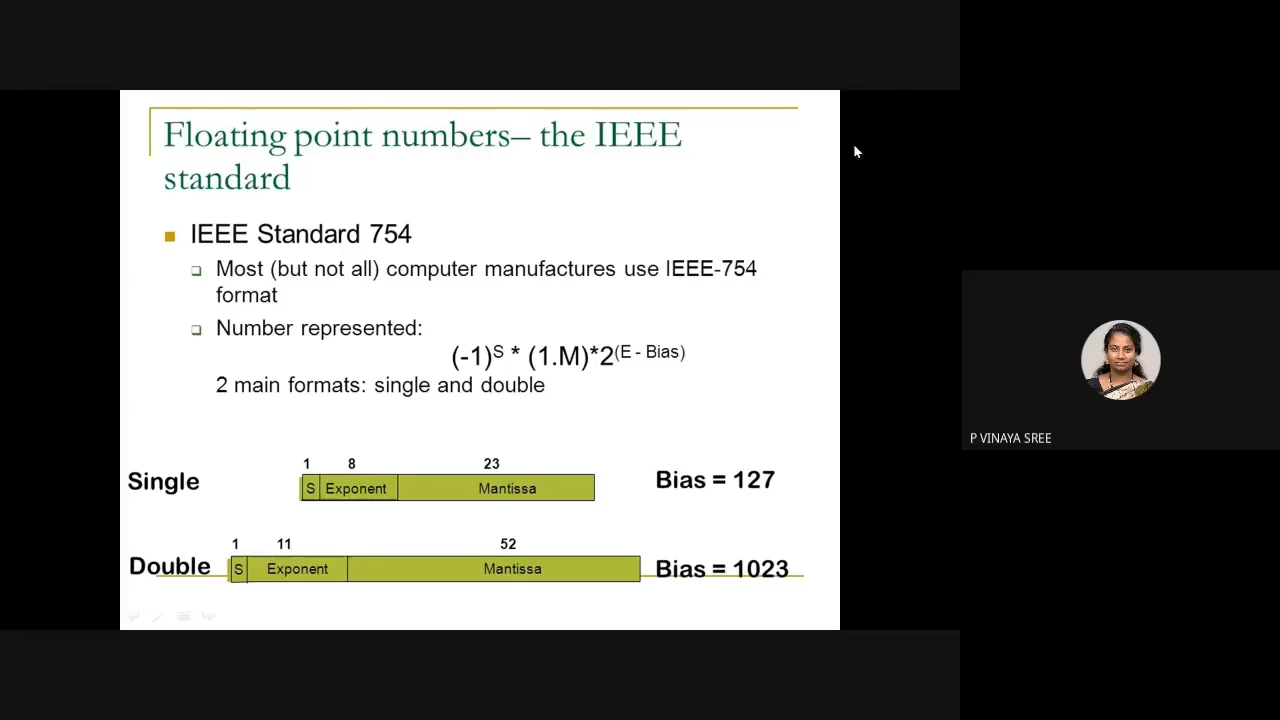 Floating point numbers– the IEEE
standard
IEEE Standard 754
Most (but not all) computer manufactures use IEEE-754
format
Number represented:
(-1)^S * (1.M)*2^(E - Bias)
2 main formats: single and double
1 8 23
Single S Exponent Mantissa Bias = 127
1 11 52
Double S Exponent Mantissa Bias = 1023
P VINAYA SREE